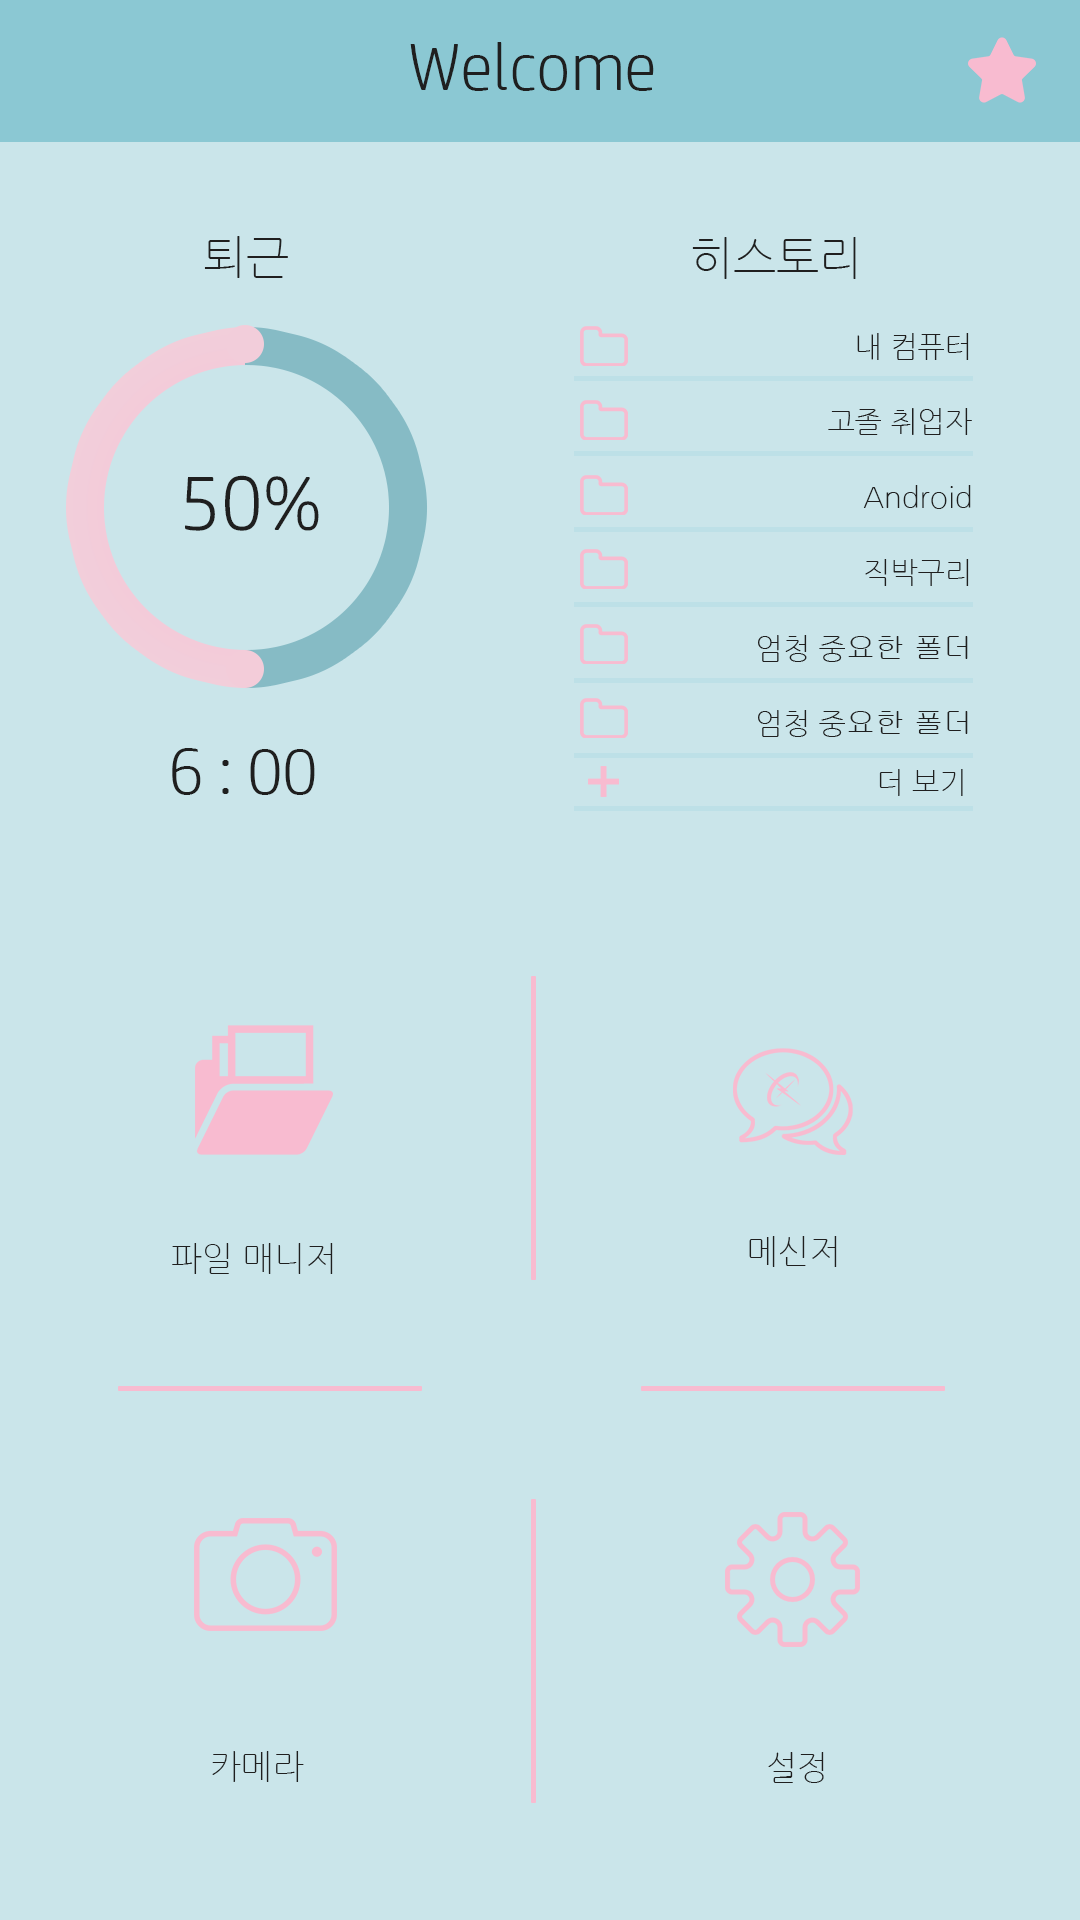 Welcome
퇴근
50%
6 : 00
히스토리
내 컴퓨터
고졸 취업자
Android
직박구리
엄청 중요한 폴더
엄청 중요한 폴더
더 보기
파일 매니저
메신저
카메라
설정